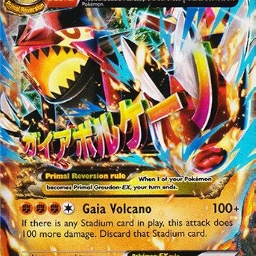 Pokémon.
Primal Reversion
ガイアボルケーノ
Primal Reversion rule
When 1 of your Pokémon
becomes Primal Groudon-EX, your turn ends.
Gaia Volcano 100+
If there is any Stadium card in play, this attack does
100 more damage. Discard that Stadium card.